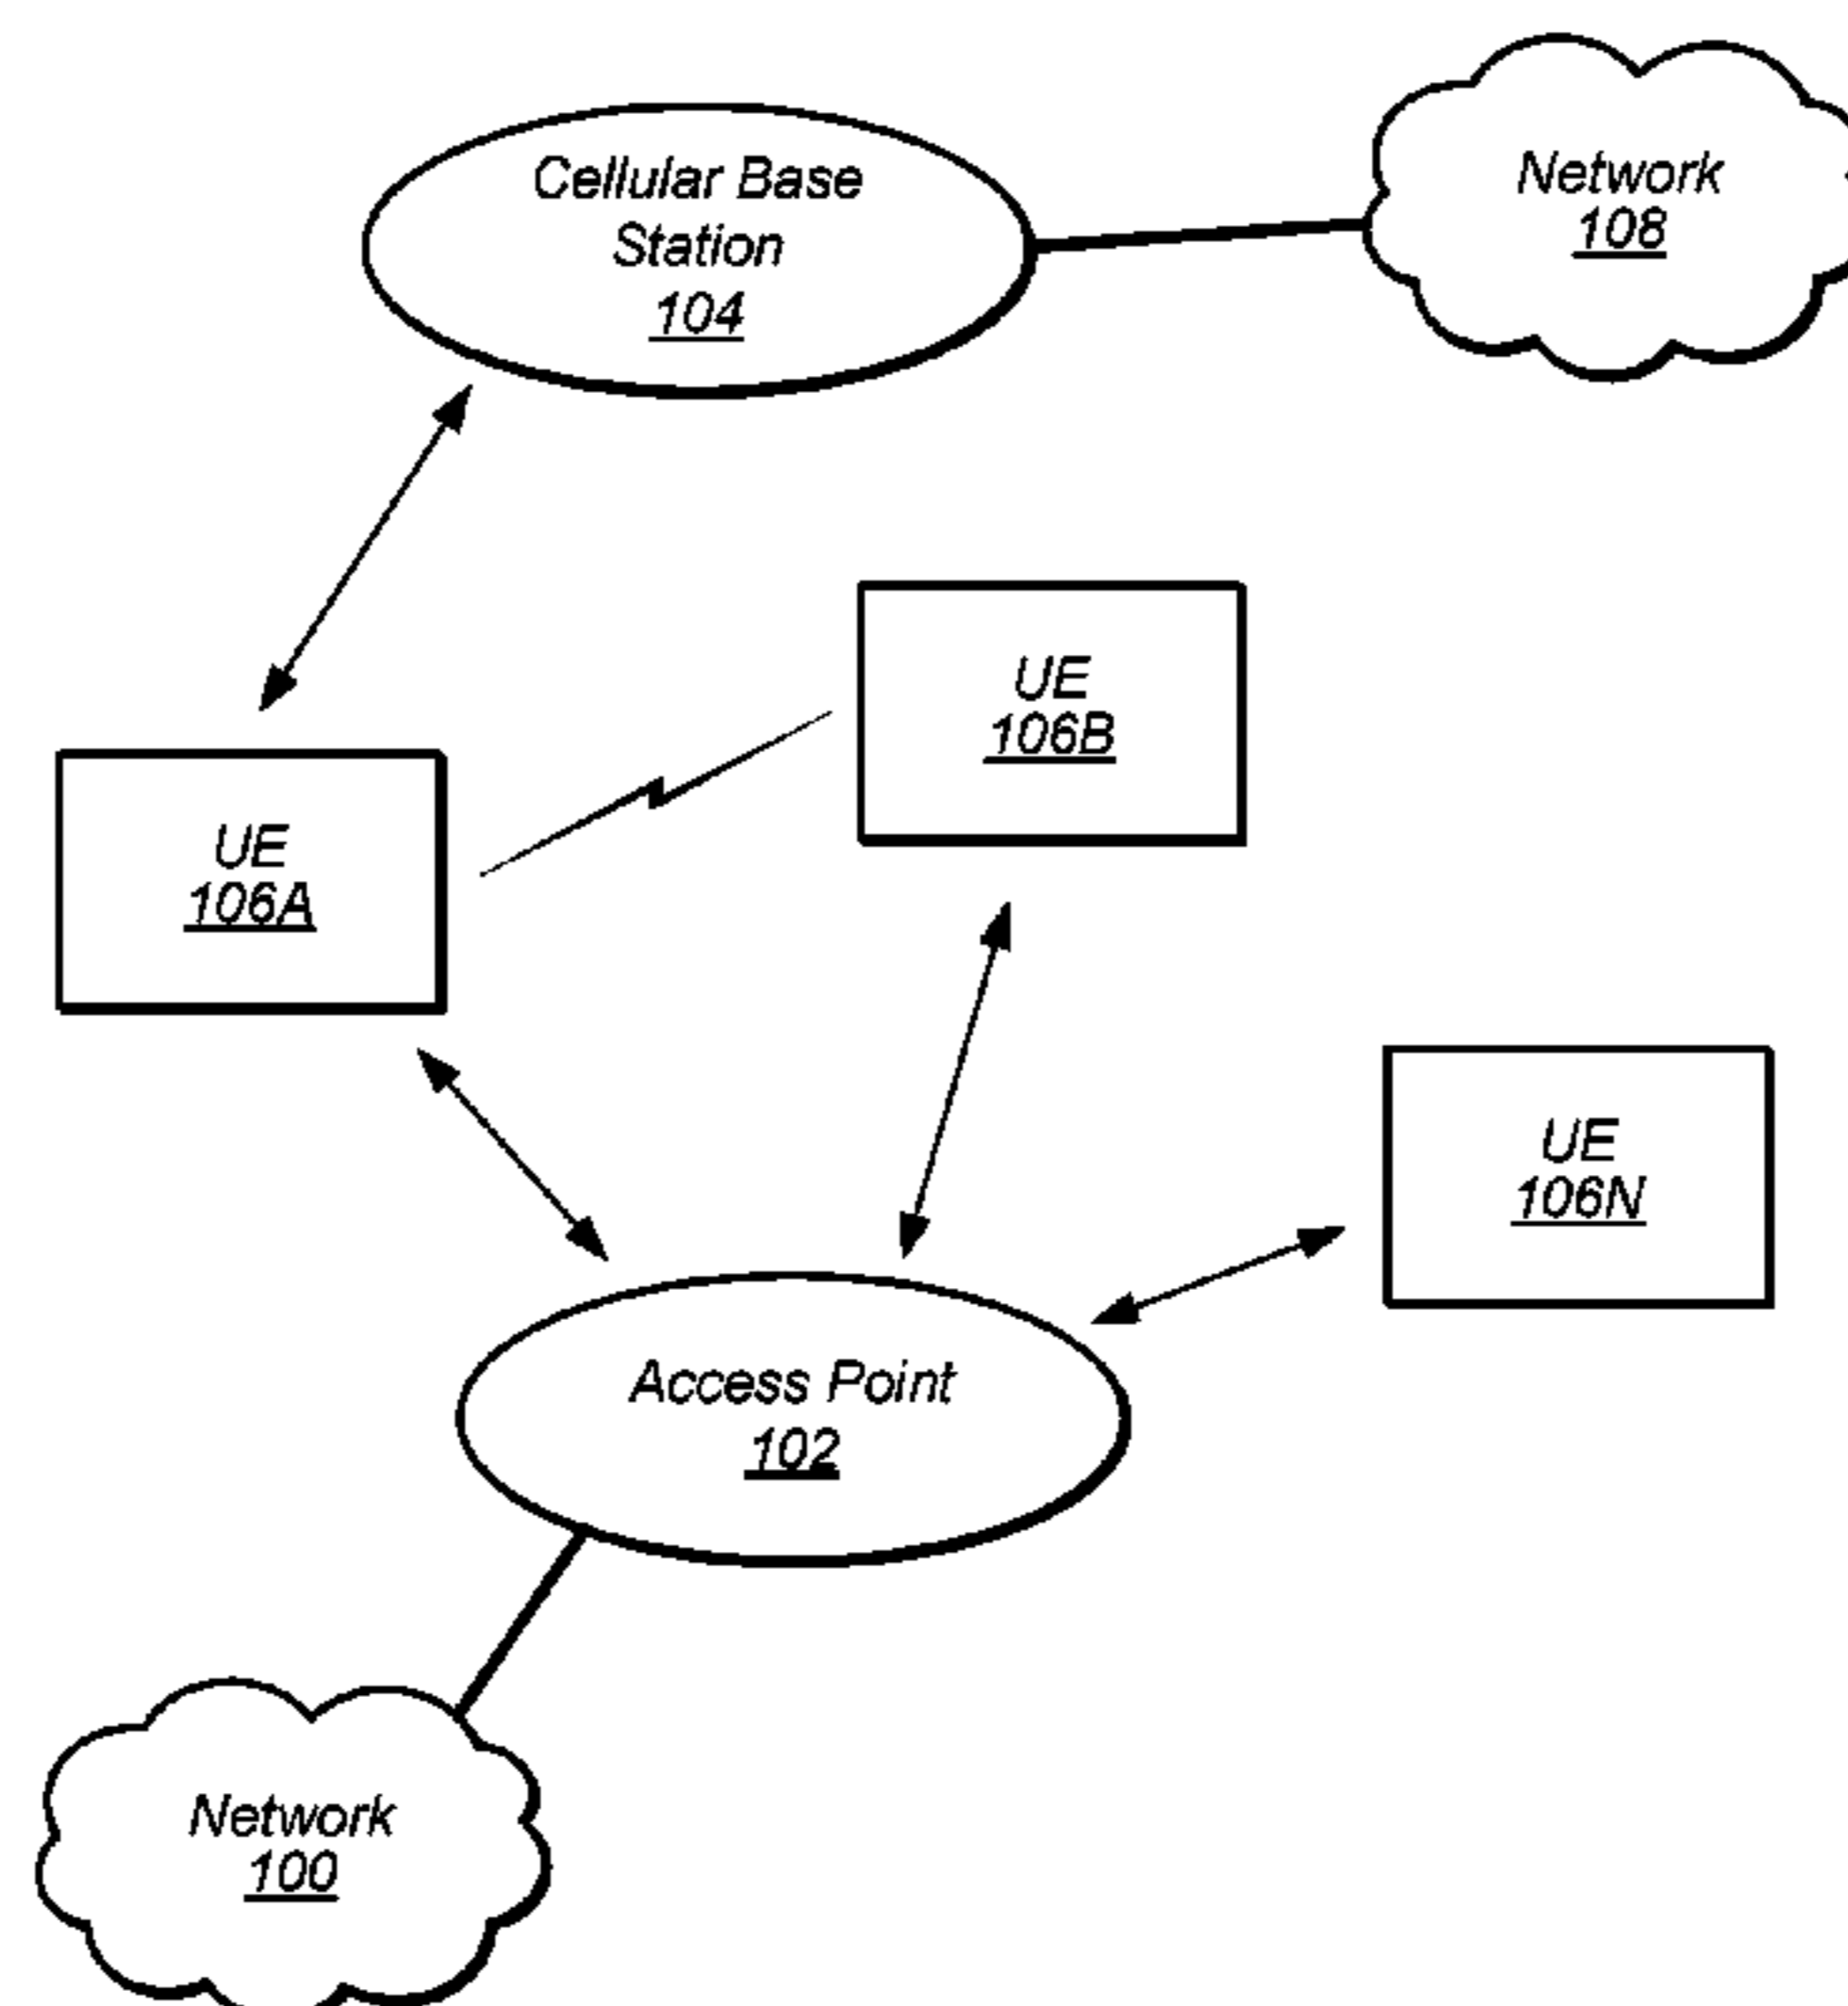 Cellular Base
Station
104
Network
108
UE
106B
UE
106A
UE
106N
Access Point
102
Network
100